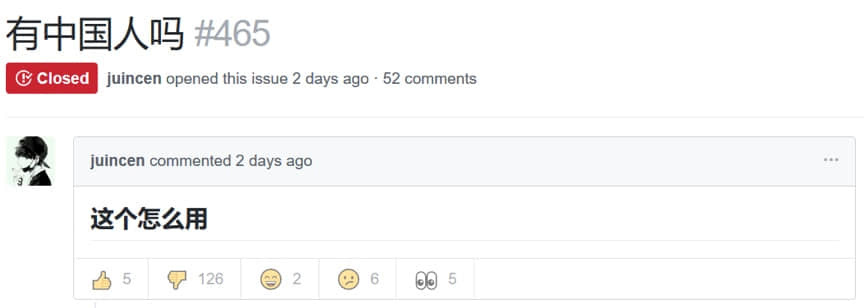 有中国人吗 #465
Closed juincen opened this issue 2 days ago · 52 comments
juincen commented 2 days ago
这个怎么用
5 126 2 6 5